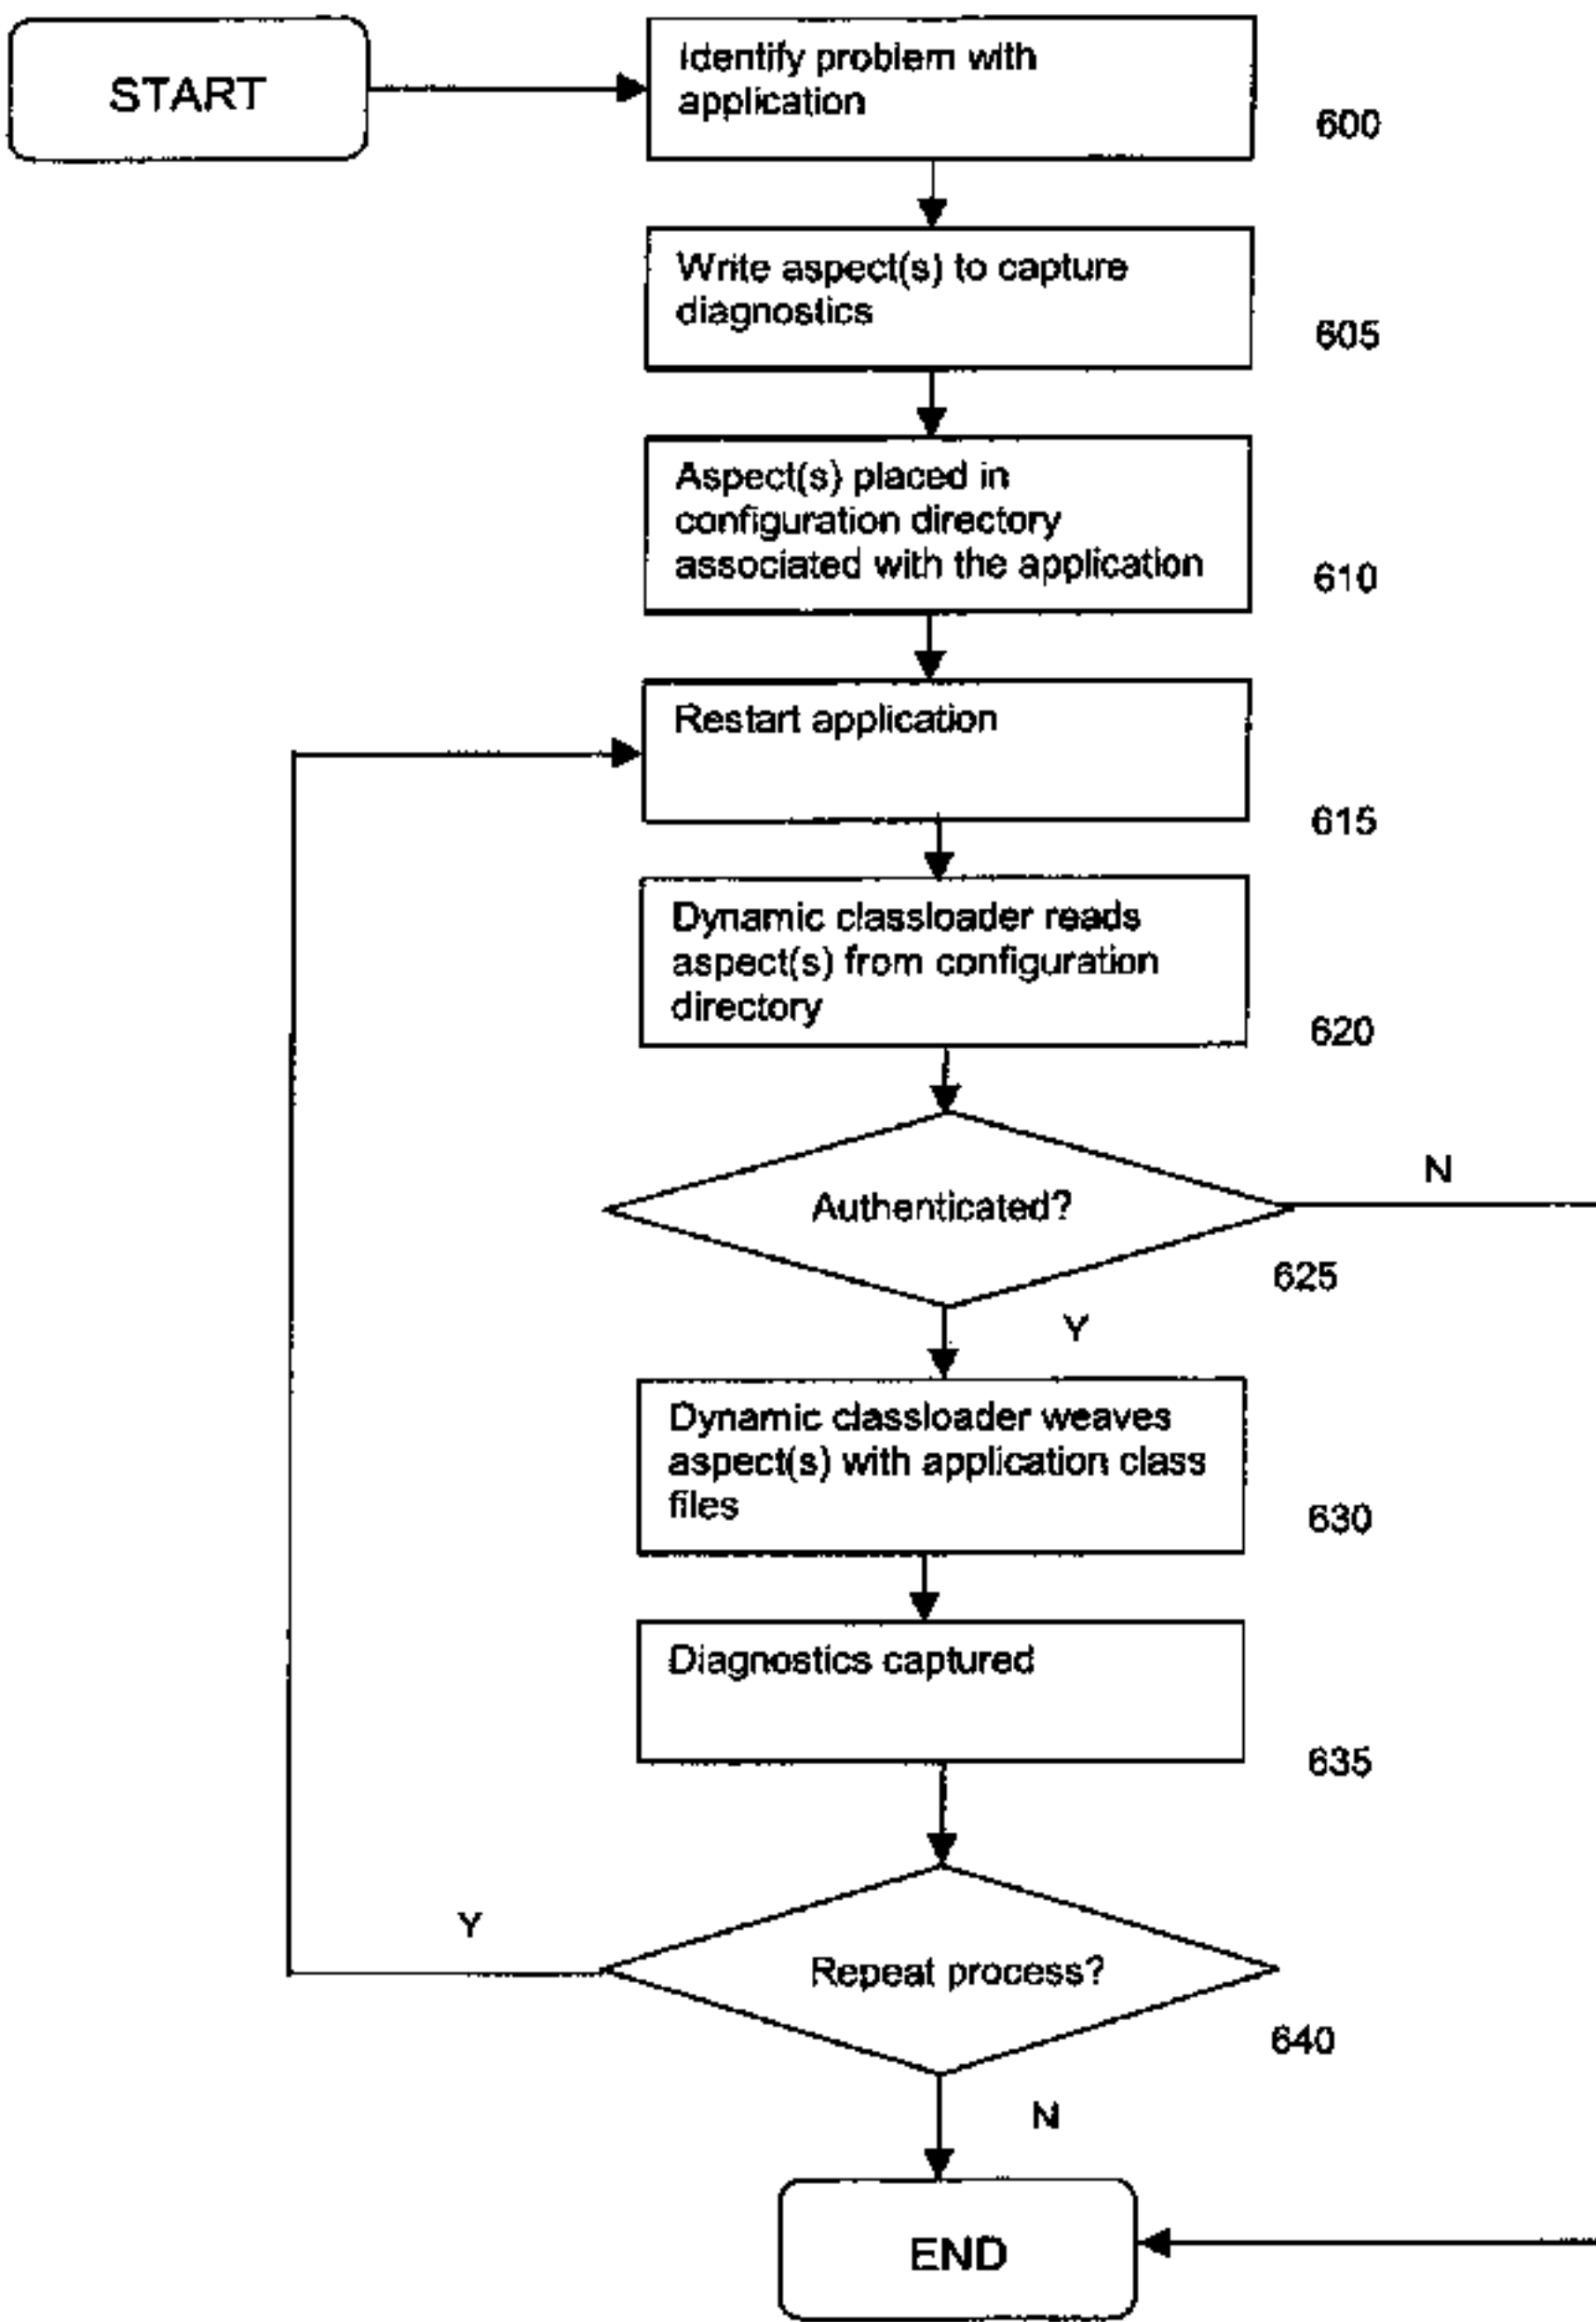 START
Identify problem with
application
600
Write aspect(s) to capture
diagnostics
605
Aspect(s) placed in
configuration directory
associated with the application
610
Restart application
615
Dynamic classloader reads
aspect(s) from configuration
directory
620
Authenticated?
N
625
Y
Dynamic classloader weaves
aspect(s) with application class
files
630
Diagnostics captured
635
Y
Repeat process?
640
N
END